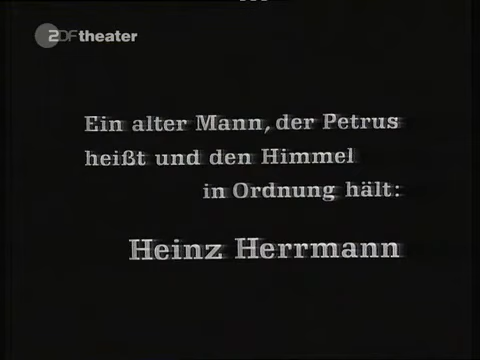 ZDFtheater
Ein alter Mann, der Petrus
heißt und den Himmel
in Ordnung hält:
Heinz Herrmann